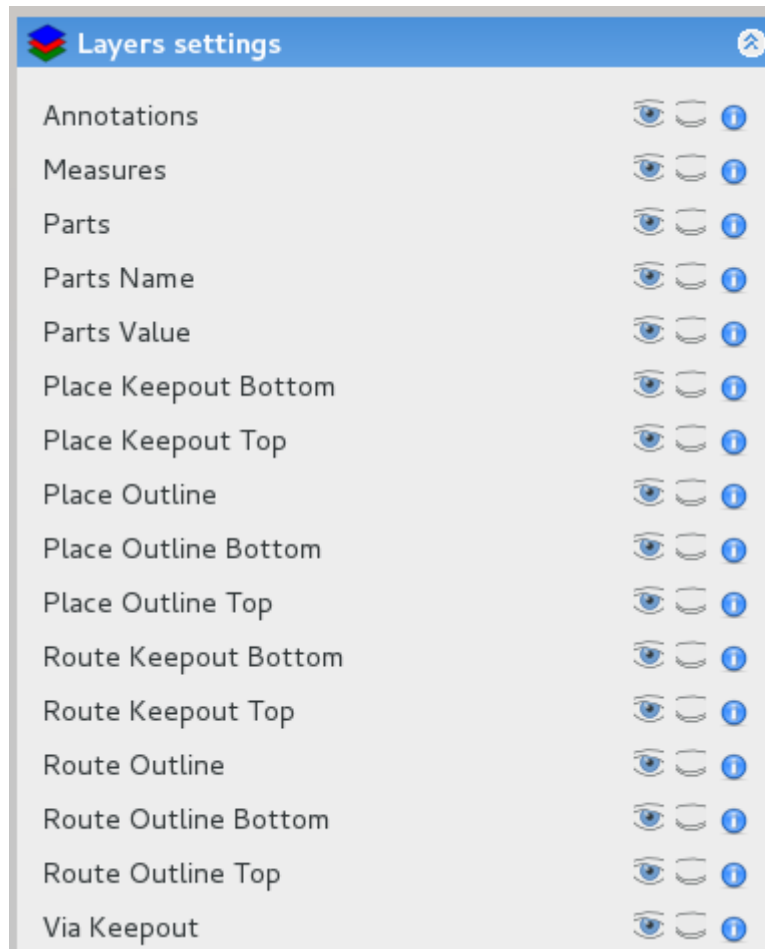 Layers settings
Annotations
Measures
Parts
Parts Name
Parts Value
Place Keepout Bottom
Place Keepout Top
Place Outline
Place Outline Bottom
Place Outline Top
Route Keepout Bottom
Route Keepout Top
Route Outline
Route Outline Bottom
Route Outline Top
Via Keepout